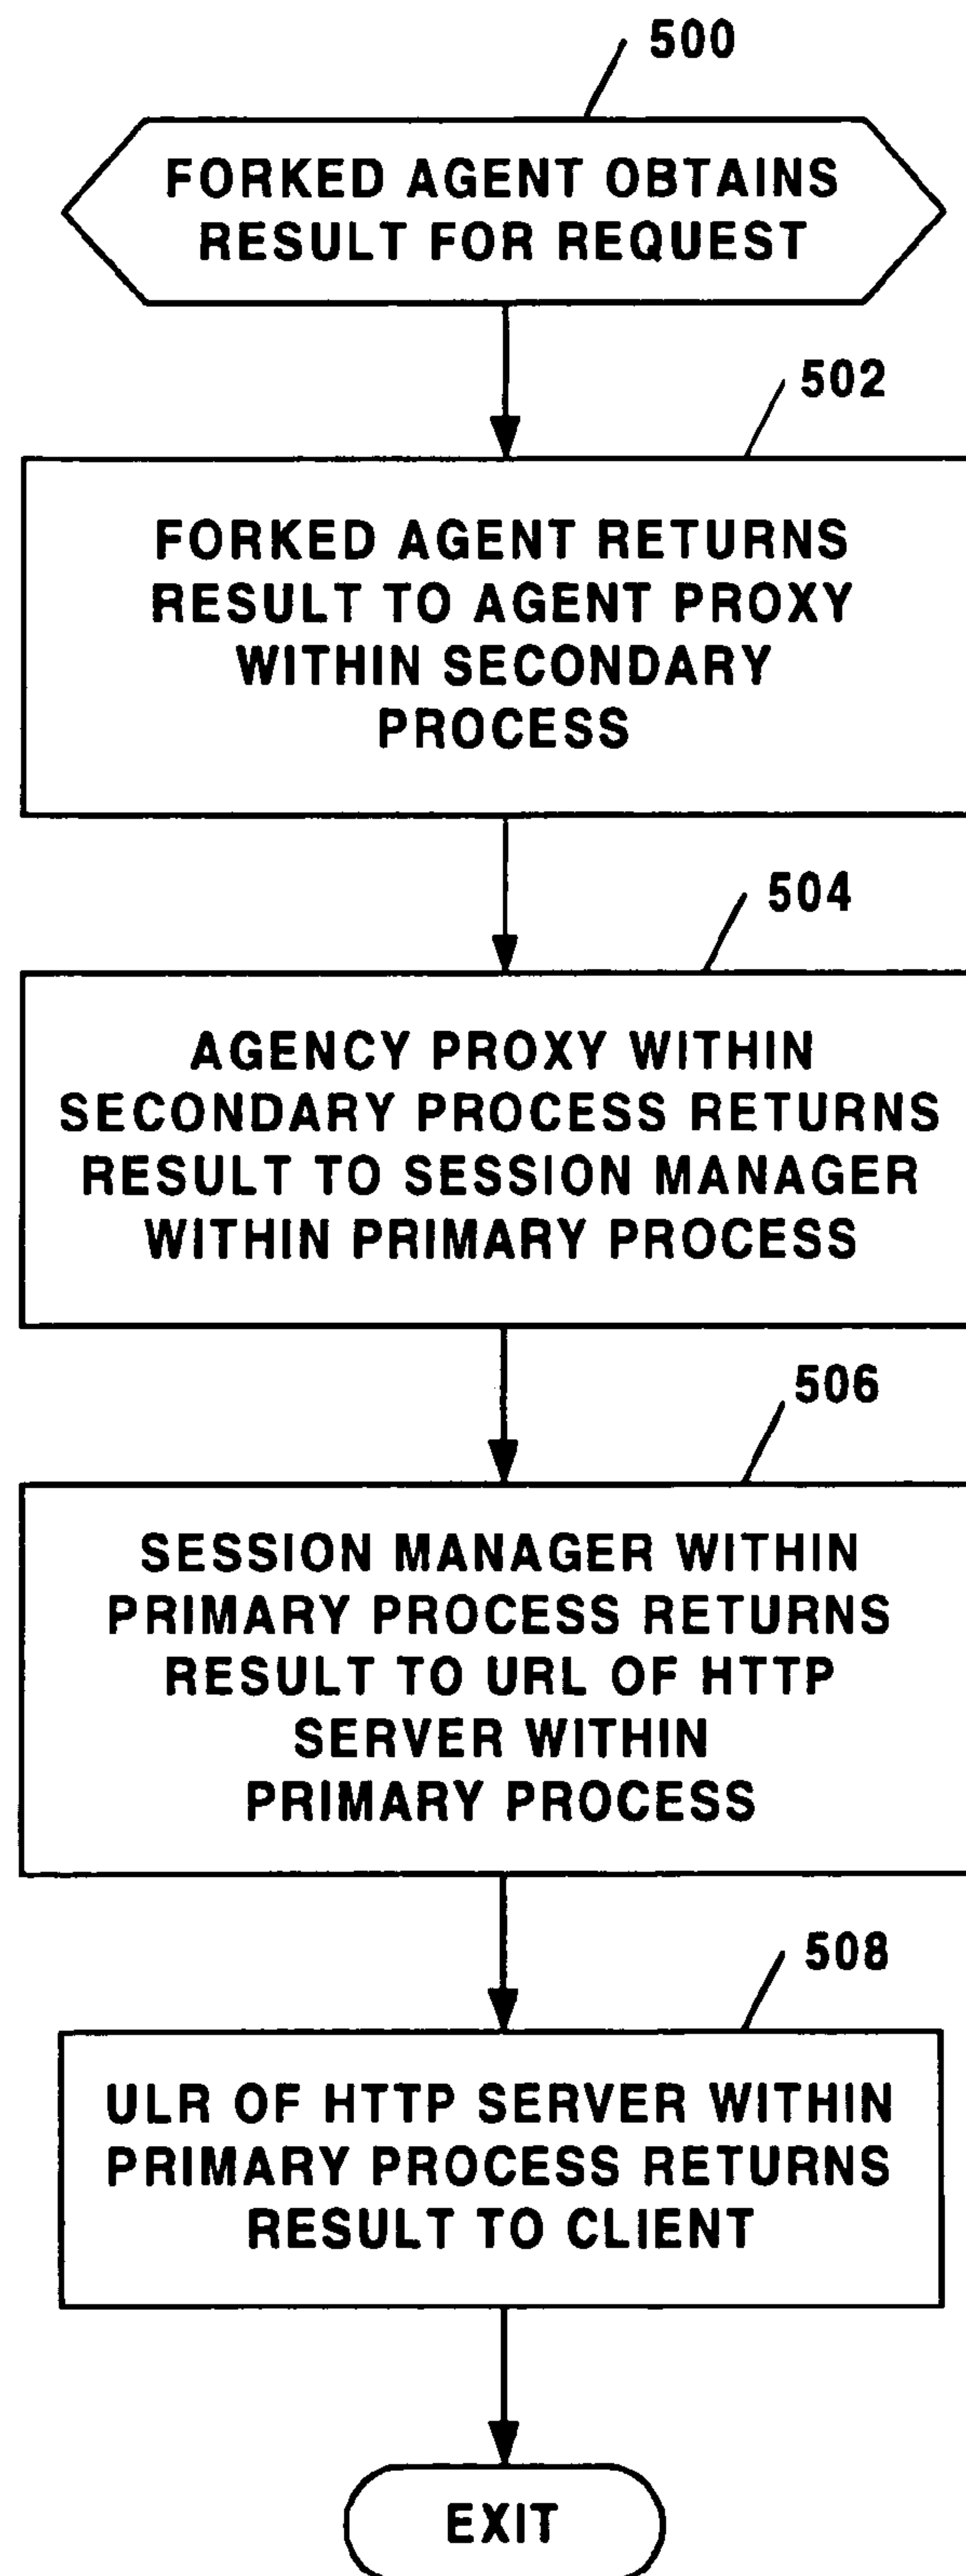 500
FORKED AGENT OBTAINS
RESULT FOR REQUEST
502
FORKED AGENT RETURNS
RESULT TO AGENT PROXY
WITHIN SECONDARY
PROCESS
504
AGENCY PROXY WITHIN
SECONDARY PROCESS RETURNS
RESULT TO SESSION MANAGER
WITHIN PRIMARY PROCESS
506
SESSION MANAGER WITHIN
PRIMARY PROCESS RETURNS
RESULT TO URL OF HTTP
SERVER WITHIN
PRIMARY PROCESS
508
ULR OF HTTP SERVER WITHIN
PRIMARY PROCESS RETURNS
RESULT TO CLIENT
EXIT